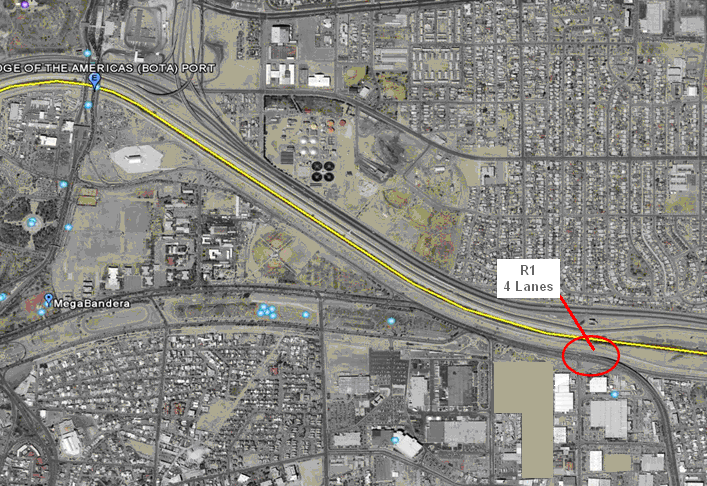 DGE OF THE AMERICAS (BOTA) PORT
E
R1
4 Lanes
MegaBandera